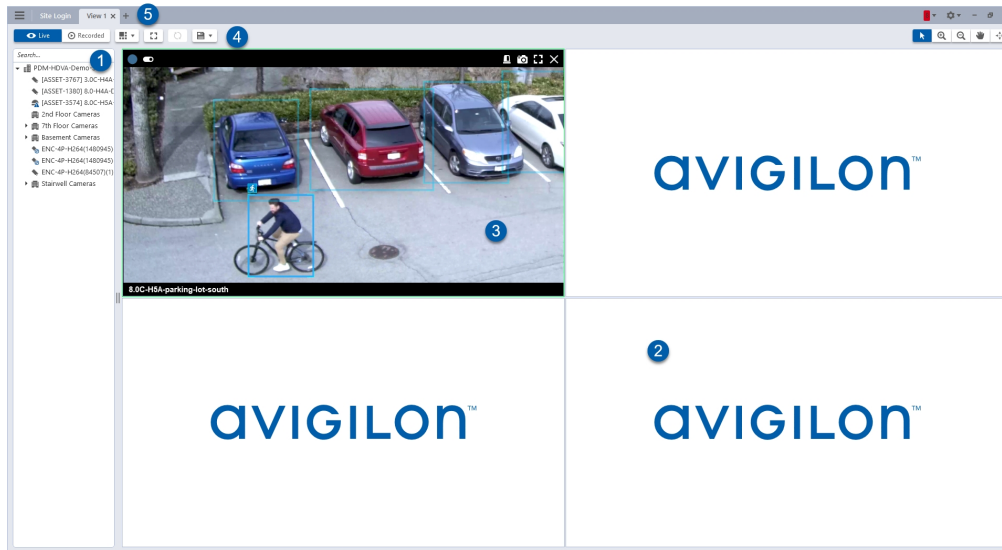 Site Login View 1 × + 5
Live Recorded 4
Search... 1
PDM-HDVA-Demo
[ASSET-3767] 3.0C-H4A-
[ASSET-1380] 8.0-H4A-D
[ASSET-3574] 8.0C-H5A-
2nd Floor Cameras
7th Floor Cameras
Basement Cameras
ENC-4P-H264(1480945)
ENC-4P-H264(1480945)
ENC-4P-H264(84507)(1)
Stairwell Cameras
3
8.0C-H5A-parking-lot-south
avigilon™
avigilon™
2
avigilon™